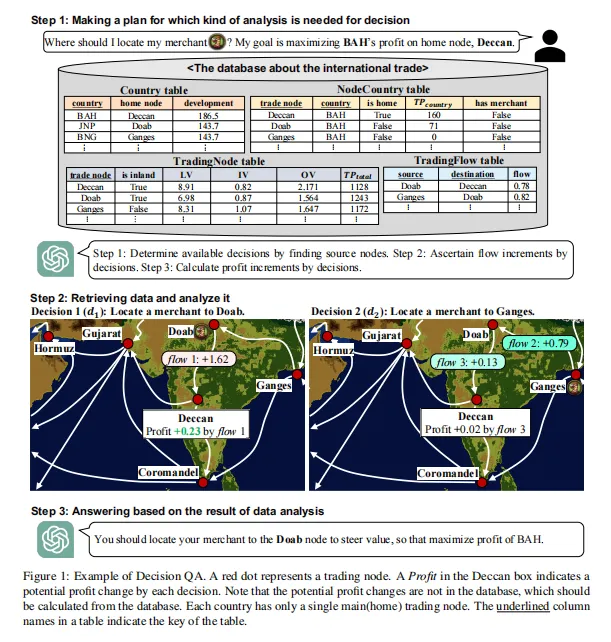 Step 1: Making a plan for which kind of analysis is needed for decision
Where should I locate my merchant ? My goal is maximizing BAH's profit on home node, Deccan.
<The database about the international trade>
Country table
country home node development
BAH Deccan 186.5
JNP Doab 143.7
BNG Ganges 143.7
⋮ ⋮ ⋮
NodeCountry table
trade node country is home TPcountry has merchant
Deccan BAH True 160 False
Doab BAH False 71 False
Ganges BAH False 0 False
⋮ ⋮ ⋮ ⋮ ⋮
TradingNode table
trade node is inland LV IV OV TPtotal
Deccan True 8.91 0.82 2.171 1128
Doab True 6.98 0.87 1.564 1243
Ganges False 8.31 1.07 1.647 1172
⋮ ⋮ ⋮ ⋮ ⋮ ⋮
TradingFlow table
source destination flow
Doab Deccan 0.78
Ganges Doab 0.82
⋮ ⋮ ⋮
Step 1: Determine available decisions by finding source nodes. Step 2: Ascertain flow increments by
decisions. Step 3: Calculate profit increments by decisions.
Step 2: Retrieving data and analyze it
Decision 1 (d1): Locate a merchant to Doab.
Hormuz
Gujarat
Doab
flow 1: +1.62
Ganges
Deccan
Profit +0.23 by flow 1
Coromandel
Decision 2 (d2): Locate a merchant to Ganges.
Hormuz
Gujarat
Doab
flow 2: +0.79
flow 3: +0.13
Ganges
Deccan
Profit +0.02 by flow 3
Coromandel
Step 3: Answering based on the result of data analysis
You should locate your merchant to the Doab node to steer value, so that maximize profit of BAH.
Figure 1: Example of Decision QA. A red dot represents a trading node. A Profit in the Deccan box indicates a
potential profit change by each decision. Note that the potential profit changes are not in the database, which should
be calculated from the database. Each country has only a single main(home) trading node. The underlined column
names in a table indicate the key of the table.